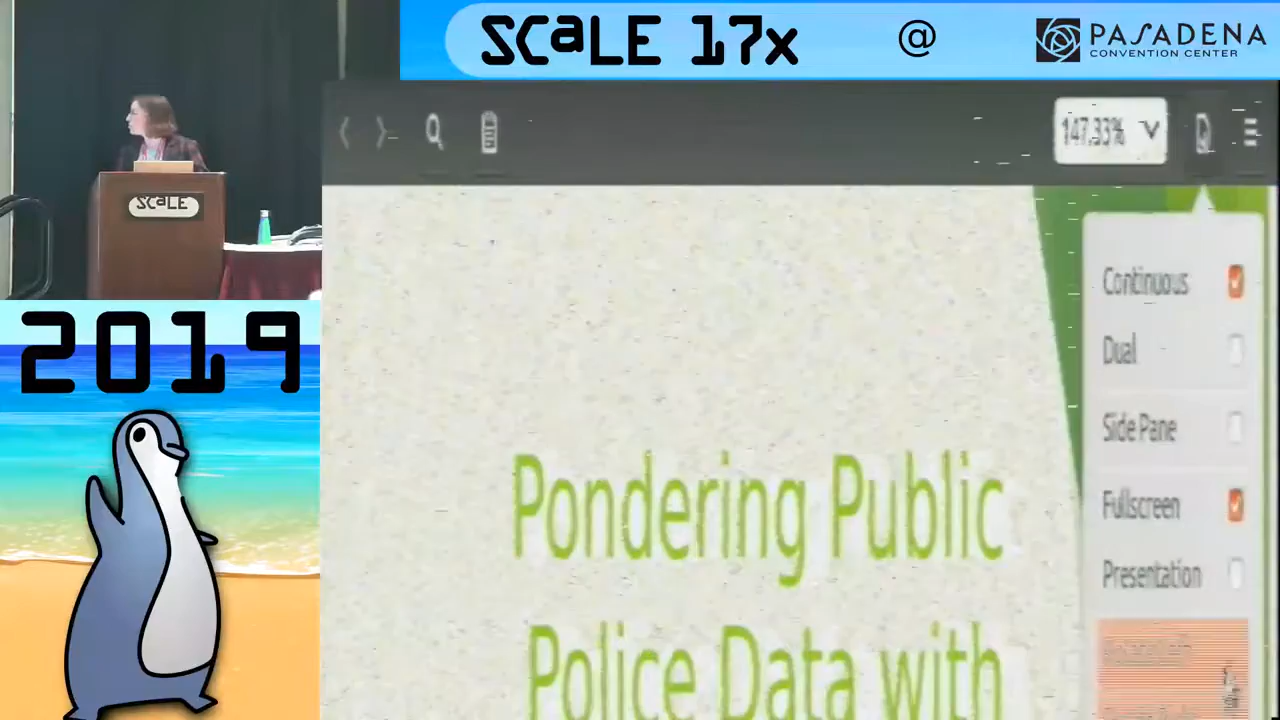 SCaLE 17x @ PASADENA
CONVENTION CENTER
SCaLE
2019
147.33%
Continuous
Dual
Side Pane
Fullscreen
Presentation
Pondering Public
Police Data with